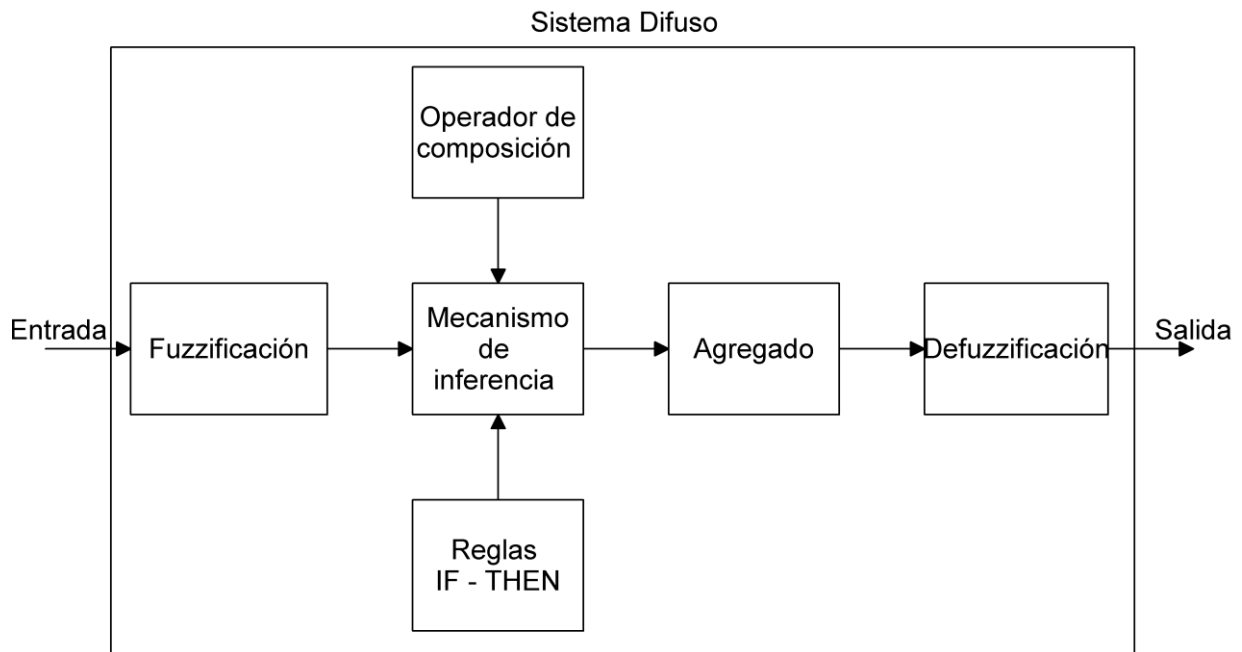 Sistema Difuso
Operador de
composición
Entrada
Fuzzificación
Mecanismo
de
inferencia
Agregado
Defuzzificación
Salida
Reglas
IF - THEN